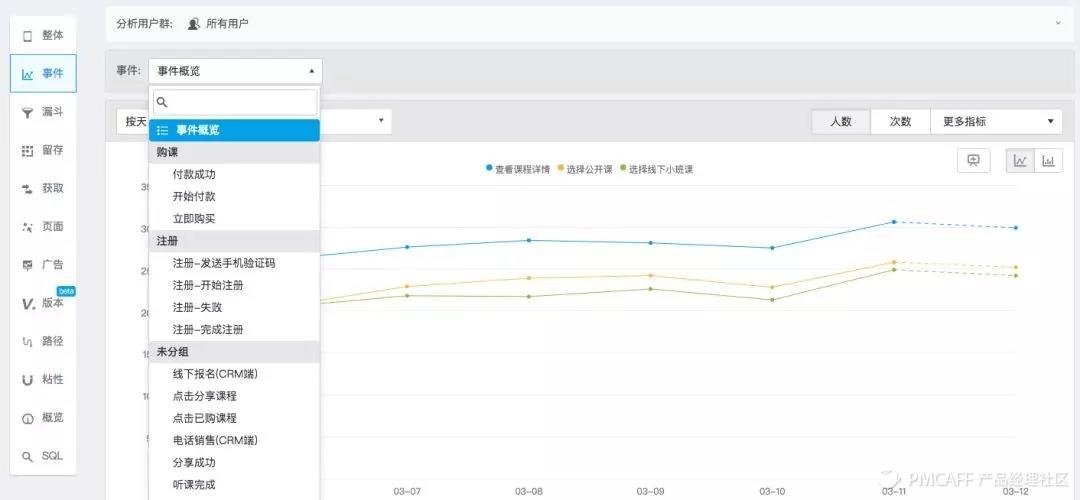 分析用户群: 所有用户
整体
事件
漏斗
留存
获取
页面
广告
版本 beta
路径
粘性
概览
SQL
事件: 事件概览
按天
人数 次数 更多指标
事件概览
购课
付款成功
开始付款
立即购买
注册
注册-发送手机验证码
注册-开始注册
注册-失败
注册-完成注册
未分组
线下报名(CRM端)
点击分享课程
点击已购课程
电话销售(CRM端)
分享成功
听课完成
查看课程详情 选择公开课 选择线下小班课
03-07 03-08 03-09 03-10 03-11 03-12
PMCAFF 产品经理社区